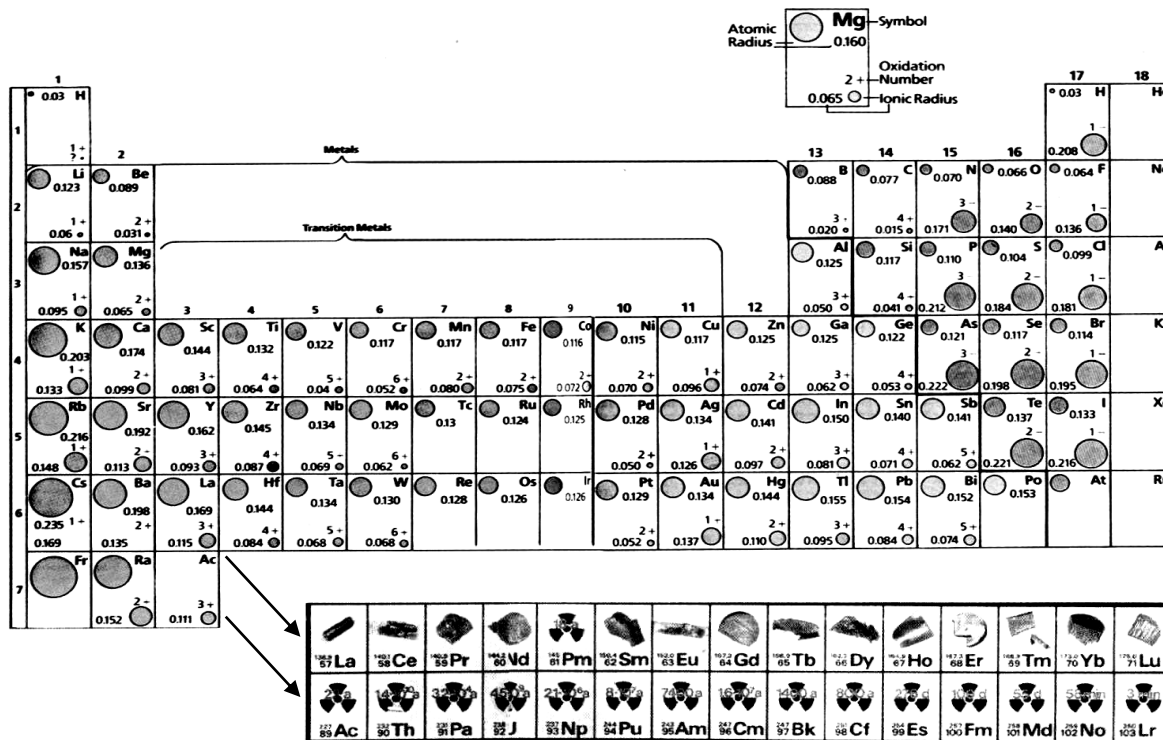 Mg Symbol
Atomic Radius 0.160
Oxidation Number
2 +
0.065 Ionic Radius
1 17 18
1 0.03 H 0.03 H He
1 + 1 −
? 0.208
2 Metals 13 14 15 16
2 Li Be B C N O F Ne
0.123 0.089 0.088 0.077 0.070 0.066 0.064
1 + 2 + 3 + 4 + 3 − 2 − 1 −
0.06 0.031 0.020 0.015 0.171 0.140 0.136
Transition Metals
3 Na Mg Al Si P S Cl A
0.157 0.136 0.125 0.117 0.110 0.104 0.099
1 + 2 + 3 + 4 − 3 − 2 − 1 −
0.095 0.065 0.050 0.041 0.212 0.184 0.181
3 4 5 6 7 8 9 10 11 12
4 K Ca Sc Ti V Cr Mn Fe Co Ni Cu Zn Ga Ge As Se Br K
0.203 0.174 0.144 0.132 0.122 0.117 0.117 0.117 0.116 0.115 0.117 0.125 0.125 0.122 0.121 0.117 0.114
1 + 2 + 3 + 4 + 5 + 6 + 2 + 2 + 2 + 2 + 1 + 2 + 3 + 4 + 3 − 2 − 1 −
0.133 0.099 0.081 0.064 0.04 0.052 0.080 0.075 0.072 0.070 0.096 0.074 0.062 0.053 0.222 0.198 0.195
5 Rb Sr Y Zr Nb Mo Tc Ru Rh Pd Ag Cd In Sn Sb Te I X
0.216 0.192 0.162 0.145 0.134 0.129 0.13 0.124 0.125 0.128 0.134 0.141 0.150 0.140 0.141 0.137 0.133
1 + 2 − 3 + 4 + 5 − 6 + 2 + 1 + 2 + 3 + 4 + 5 + 2 − 1 −
0.148 0.113 0.093 0.087 0.069 0.062 0.050 0.126 0.097 0.081 0.071 0.062 0.221 0.216
6 Cs Ba La Hf Ta W Re Os Ir Pt Au Hg Tl Pb Bi Po At R
0.235 0.198 0.169 0.144 0.134 0.130 0.128 0.126 0.126 0.129 0.134 0.144 0.155 0.154 0.152 0.153
1 + 2 + 3 + 4 + 5 + 6 + 2 + 1 + 2 + 3 + 4 + 5 +
0.169 0.135 0.115 0.084 0.068 0.068 0.052 0.137 0.110 0.095 0.084 0.074
7 Fr Ra Ac
2 − 3 +
0.152 0.111
57 La 58 Ce 59 Pr 60 Nd 61 Pm 62 Sm 63 Eu 64 Gd 65 Tb 66 Dy 67 Ho 68 Er 69 Tm 70 Yb 71 Lu
89 Ac 90 Th 91 Pa 92 93 Np 94 Pu 95 Am 96 Cm 97 Bk 98 Cf 99 Es 100 Fm 101 Md 102 No 103 Lr